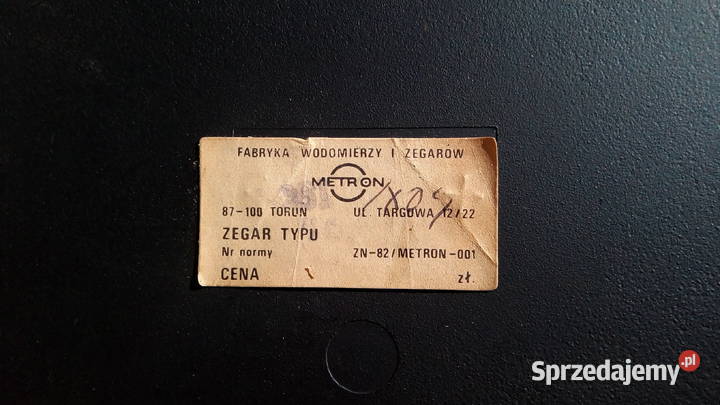 FABRYKA WODOMIERZY I ZEGARÓW
METRON
87-100 TORUŃ UL. TARGOWA 12/22
ZEGAR TYPU
Nr normy ZN-82/METRON-001
CENA zł.
Sprzedajemy.pl